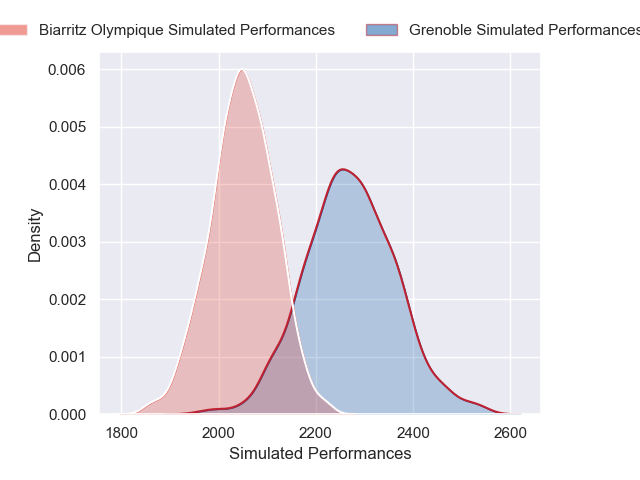 Biarritz Olympique Simulated Performances
Grenoble Simulated Performances
0.006
0.005
0.004
0.003
0.002
0.001
0.000
Density
1800 2000 2200 2400 2600
Simulated Performances